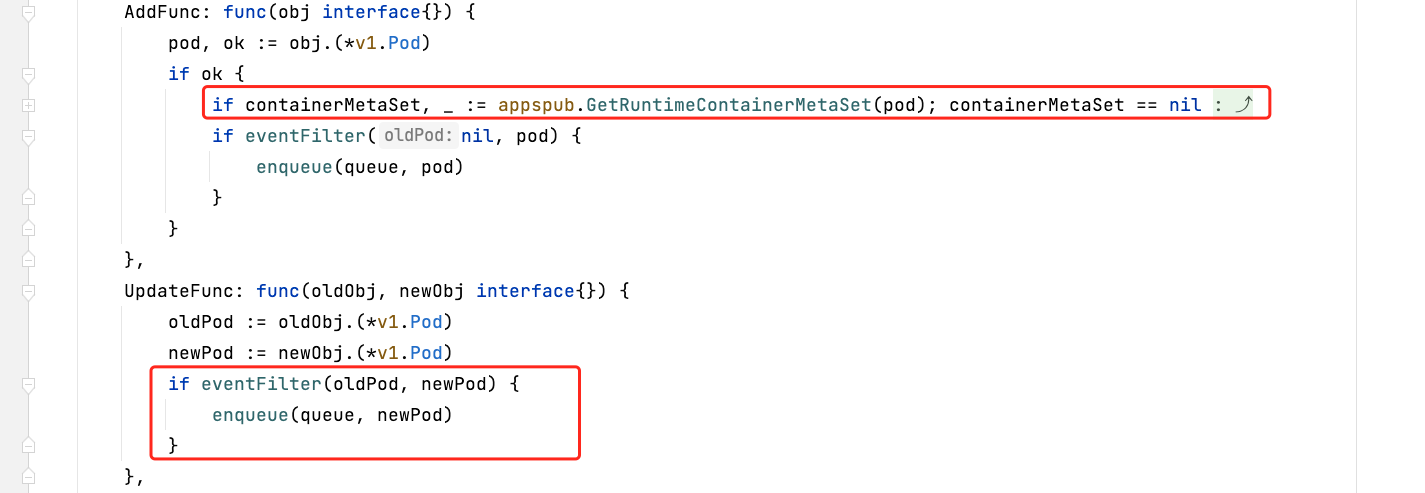 AddFunc: func(obj interface{}) {
pod, ok := obj.(*v1.Pod)
if ok {
if containerMetaSet, _ := appspub.GetRuntimeContainerMetaSet(pod); containerMetaSet == nil : ⤴
if eventFilter( oldPod: nil, pod) {
enqueue(queue, pod)
}
}
},
UpdateFunc: func(oldObj, newObj interface{}) {
oldPod := oldObj.(*v1.Pod)
newPod := newObj.(*v1.Pod)
if eventFilter(oldPod, newPod) {
enqueue(queue, newPod)
}
},